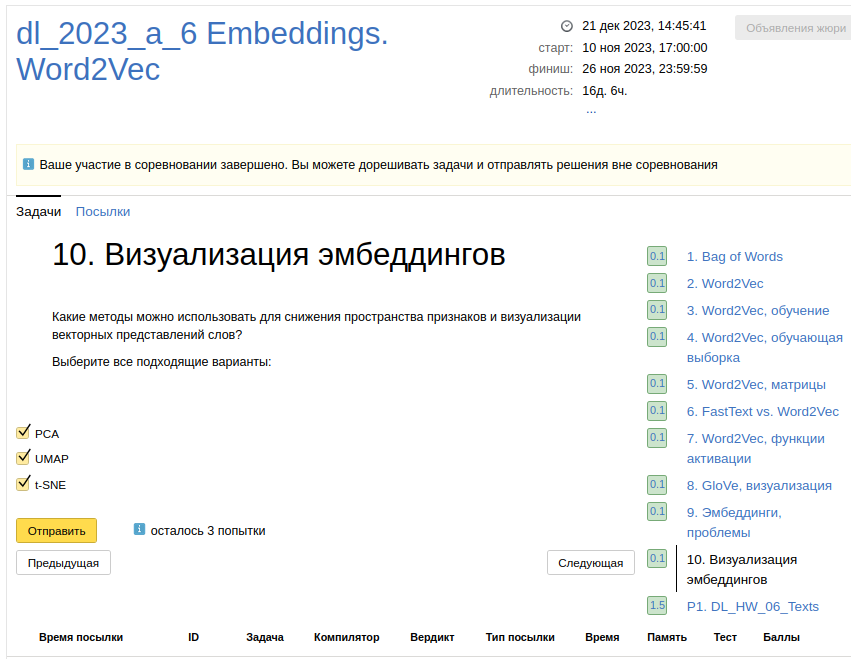 dl_2023_a_6 Embeddings.
Word2Vec
21 дек 2023, 14:45:41
старт: 10 ноя 2023, 17:00:00
финиш: 26 ноя 2023, 23:59:59
длительность: 16д. 6ч.
...
Объявления жюри
Ваше участие в соревновании завершено. Вы можете дорешивать задачи и отправлять решения вне соревнования
Задачи Посылки
10. Визуализация эмбеддингов
Какие методы можно использовать для снижения пространства признаков и визуализации
векторных представлений слов?
Выберите все подходящие варианты:
PCA
UMAP
t-SNE
Отправить осталось 3 попытки
Предыдущая Следующая
0.1 1. Bag of Words
0.1 2. Word2Vec
0.1 3. Word2Vec, обучение
0.1 4. Word2Vec, обучающая
выборка
0.1 5. Word2Vec, матрицы
0.1 6. FastText vs. Word2Vec
0.1 7. Word2Vec, функции
активации
0.1 8. GloVe, визуализация
0.1 9. Эмбеддинги,
проблемы
0.1 10. Визуализация
эмбеддингов
1.5 P1. DL_HW_06_Texts
Время посылки ID Задача Компилятор Вердикт Тип посылки Время Память Тест Баллы